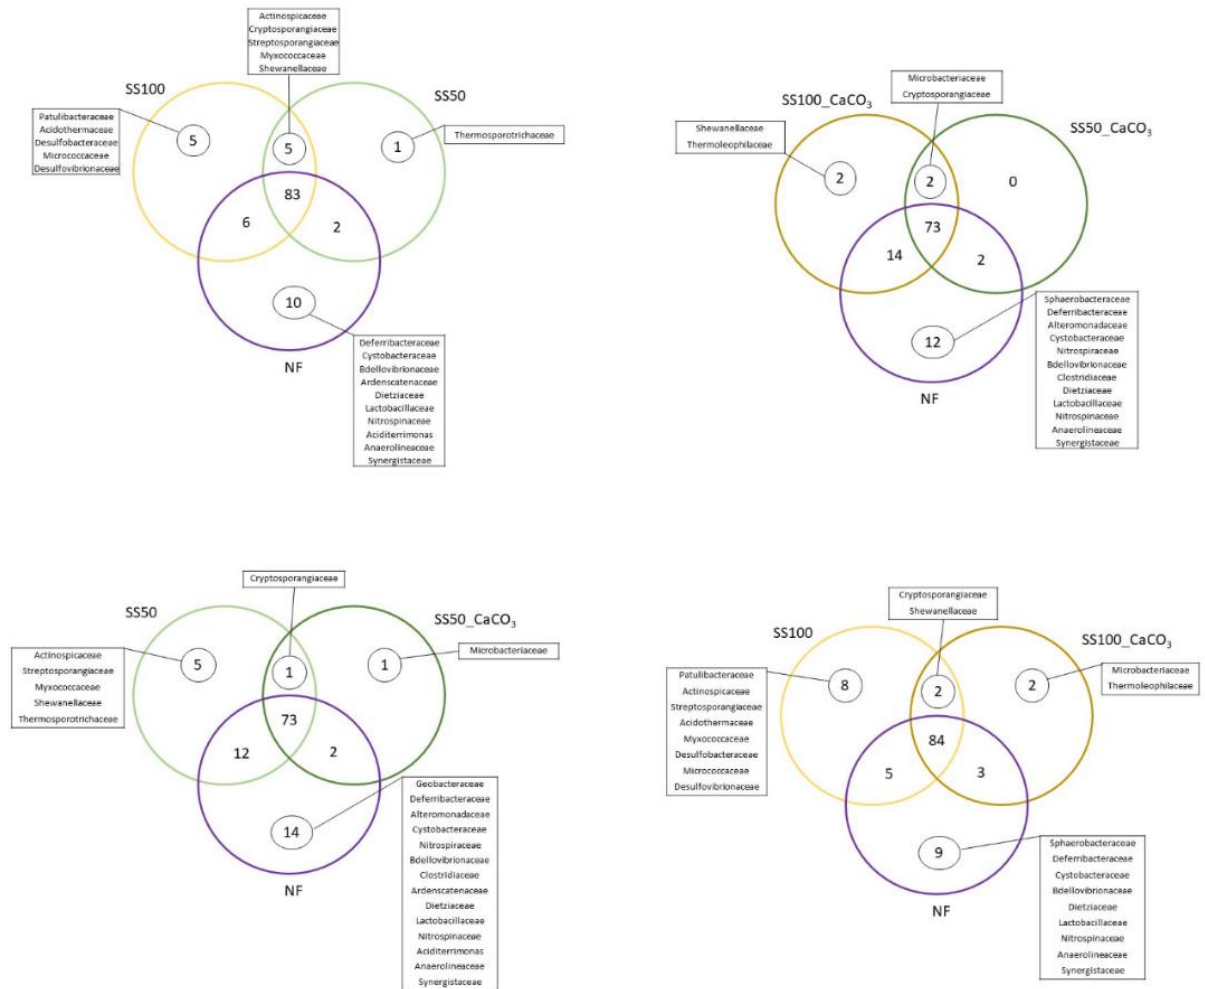 Actinospicaceae
Cryptosporangiaceae
Streptosporangiaceae
Myxococcaceae
Shewanellaceae
SS100
SS50
Patulibacteraceae
Acidothermaceae
Desulfobacteraceae
Micrococcaceae
Desulfovibrionaceae
5
5
1
Thermosporotrichaceae
83
6
2
10
NF
Deferribacteraceae
Cystobacteraceae
Bdellovibrionaceae
Ardenscatenaceae
Dietziaceae
Lactobacillaceae
Nitrospinaceae
Aciditerrimonas
Anaerolineaceae
Synergistaceae
Microbacteriaceae
Cryptosporangiaceae
SS100_CaCO₃
SS50_CaCO₃
Shewanellaceae
Thermoleophilaceae
2
2
0
73
14
2
12
NF
Sphaerobacteraceae
Deferribacteraceae
Alteromonadaceae
Cystobacteraceae
Nitrospiraceae
Bdellovibrionaceae
Clostridiaceae
Dietziaceae
Lactobacillaceae
Nitrospinaceae
Anaerolineaceae
Synergistaceae
Cryptosporangiaceae
SS50
SS50_CaCO₃
Actinospicaceae
Streptosporangiaceae
Myxococcaceae
Shewanellaceae
Thermosporotrichaceae
5
1
1
Microbacteriaceae
73
12
2
14
NF
Geobacteraceae
Deferribacteraceae
Alteromonadaceae
Cystobacteraceae
Nitrospiraceae
Bdellovibrionaceae
Clostridiaceae
Ardenscatenaceae
Dietziaceae
Lactobacillaceae
Nitrospinaceae
Aciditerrimonas
Anaerolineaceae
Synergistaceae
Cryptosporangiaceae
Shewanellaceae
SS100
SS100_CaCO₃
Patulibacteraceae
Actinospicaceae
Streptosporangiaceae
Acidothermaceae
Myxococcaceae
Desulfobacteraceae
Micrococcaceae
Desulfovibrionaceae
8
2
2
Microbacteriaceae
Thermoleophilaceae
84
5
3
9
NF
Sphaerobacteraceae
Deferribacteraceae
Cystobacteraceae
Bdellovibrionaceae
Dietziaceae
Lactobacillaceae
Nitrospinaceae
Anaerolineaceae
Synergistaceae